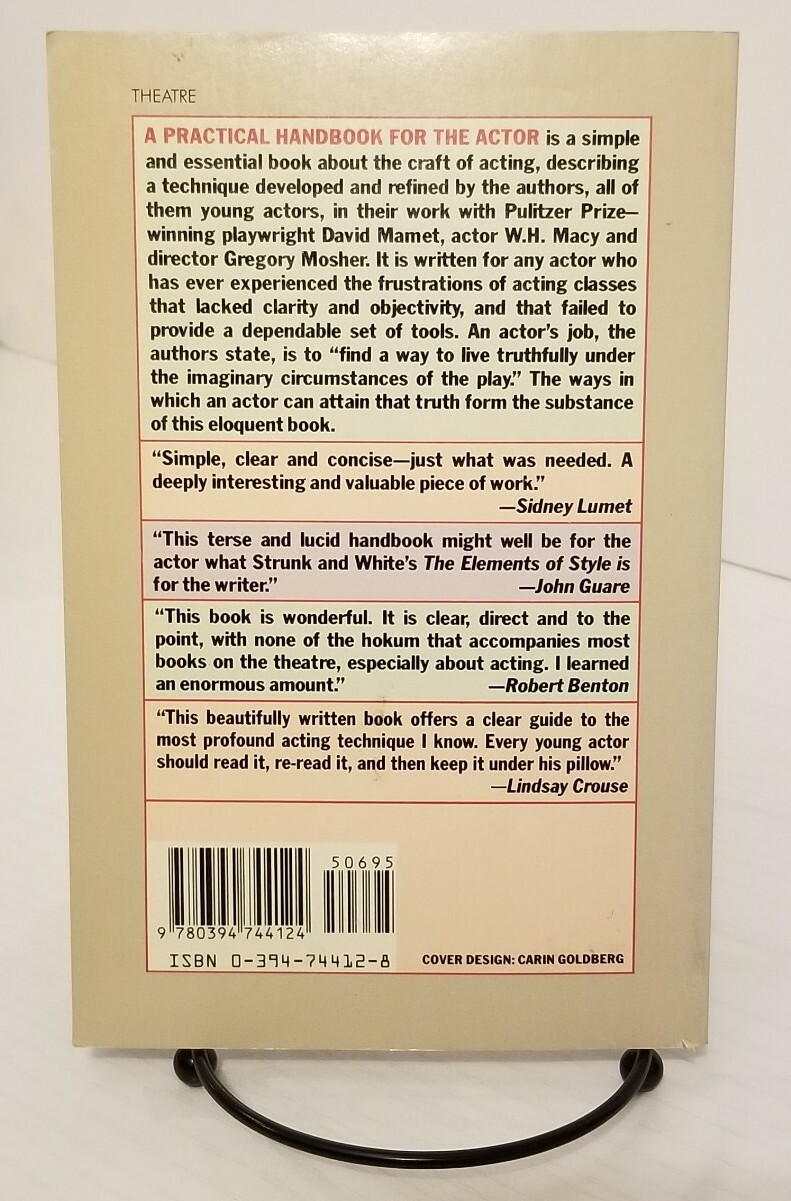 THEATRE
A PRACTICAL HANDBOOK FOR THE ACTOR is a simple
and essential book about the craft of acting, describing
a technique developed and refined by the authors, all of
them young actors, in their work with Pulitzer Prize–
winning playwright David Mamet, actor W.H. Macy and
director Gregory Mosher. It is written for any actor who
has ever experienced the frustrations of acting classes
that lacked clarity and objectivity, and that failed to
provide a dependable set of tools. An actor's job, the
authors state, is to “find a way to live truthfully under
the imaginary circumstances of the play.” The ways in
which an actor can attain that truth form the substance
of this eloquent book.
“Simple, clear and concise—just what was needed. A
deeply interesting and valuable piece of work.”
—Sidney Lumet
“This terse and lucid handbook might well be for the
actor what Strunk and White's The Elements of Style is
for the writer.” —John Guare
“This book is wonderful. It is clear, direct and to the
point, with none of the hokum that accompanies most
books on the theatre, especially about acting. I learned
an enormous amount.” —Robert Benton
“This beautifully written book offers a clear guide to the
most profound acting technique I know. Every young actor
should read it, re-read it, and then keep it under his pillow.”
—Lindsay Crouse
50695
9 780394 744124
ISBN 0-394-74412-8
COVER DESIGN: CARIN GOLDBERG